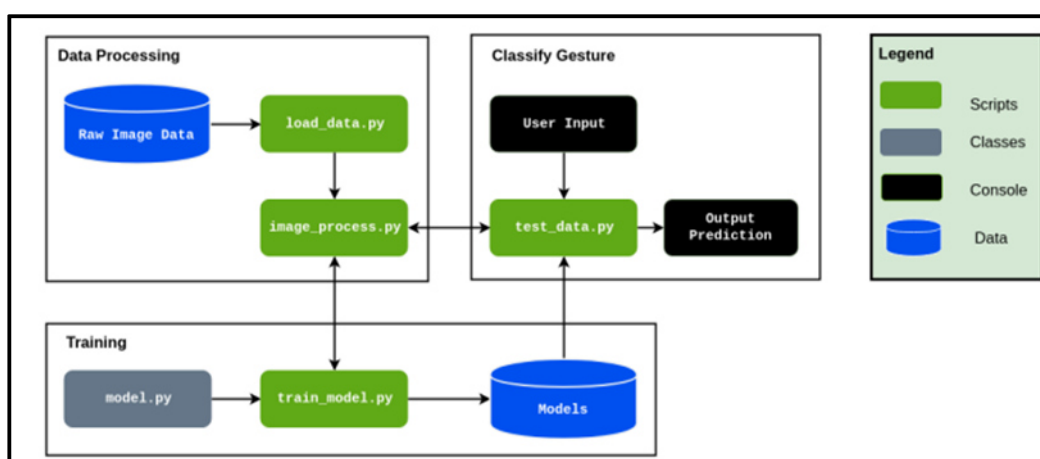 Data Processing
Raw Image Data
load_data.py
image_process.py
Classify Gesture
User Input
test_data.py
Output
Prediction
Training
model.py
train_model.py
Models
Legend
Scripts
Classes
Console
Data